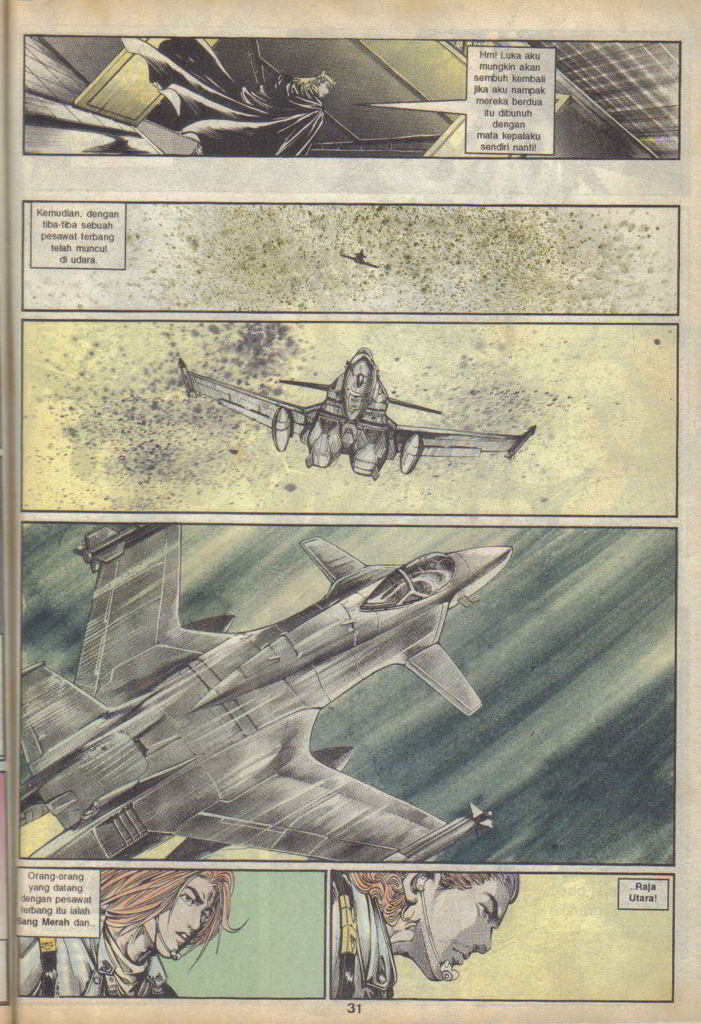 Hm! Luka aku
mungkin akan
sembuh kembali
jika aku nampak
mereka berdua
itu dibunuh
dengan
mata kepalaku
sendiri nanti!
Kemudian, dengan
tiba-tiba sebuah
pesawat terbang
telah muncul
di udara.
Orang-orang
yang datang
dengan pesawat
terbang itu ialah
Sang Merah dan..
..Raja
Utara!
31